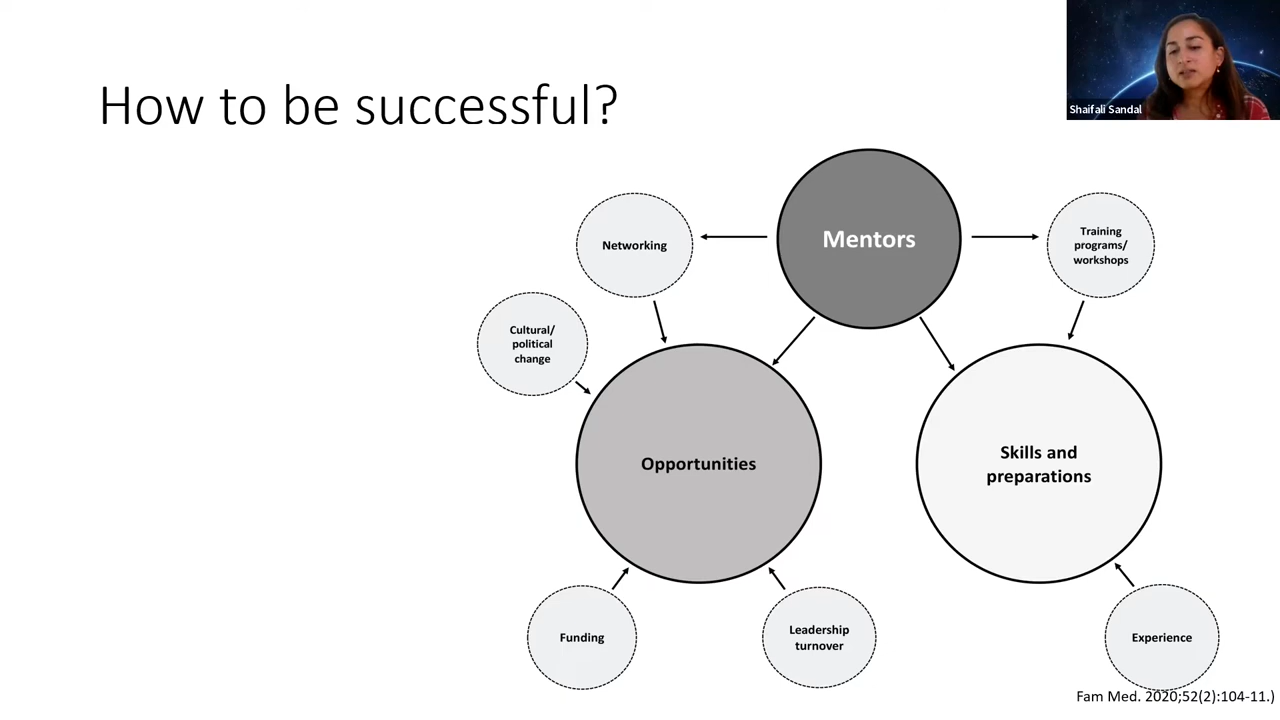 Shaifali Sandal
How to be successful?
Mentors
Networking
Training
programs/
workshops
Cultural/
political
change
Opportunities
Skills and
preparations
Funding
Leadership
turnover
Experience
Fam Med. 2020;52(2):104-11.)